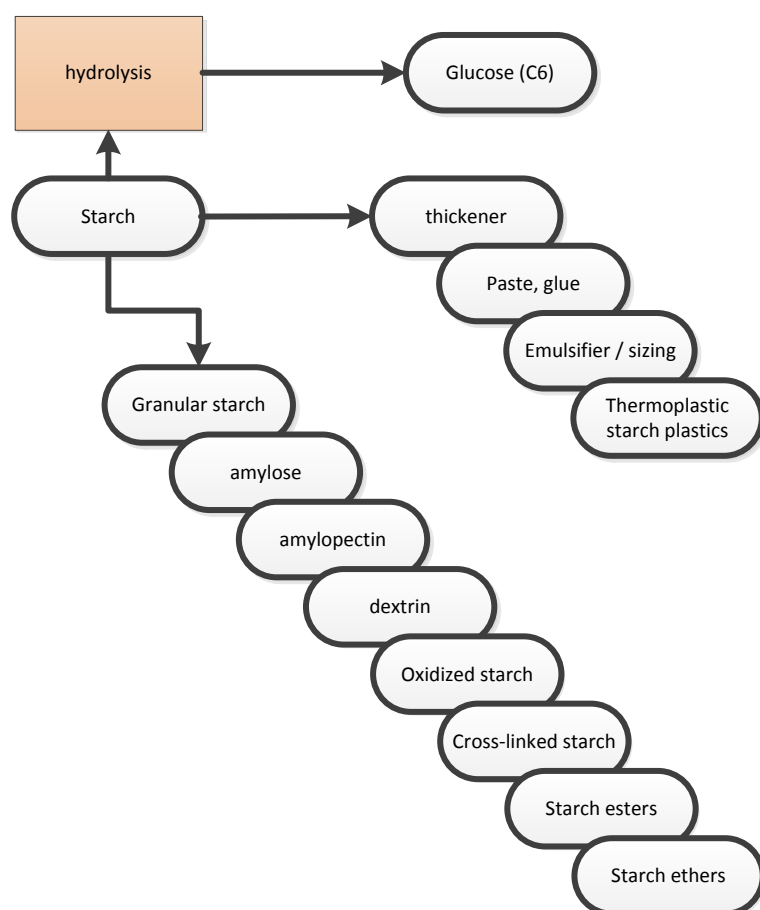 hydrolysis
Glucose (C6)
Starch
thickener
Paste, glue
Emulsifier / sizing
Thermoplastic
starch plastics
Granular starch
amylose
amylopectin
dextrin
Oxidized starch
Cross-linked starch
Starch esters
Starch ethers